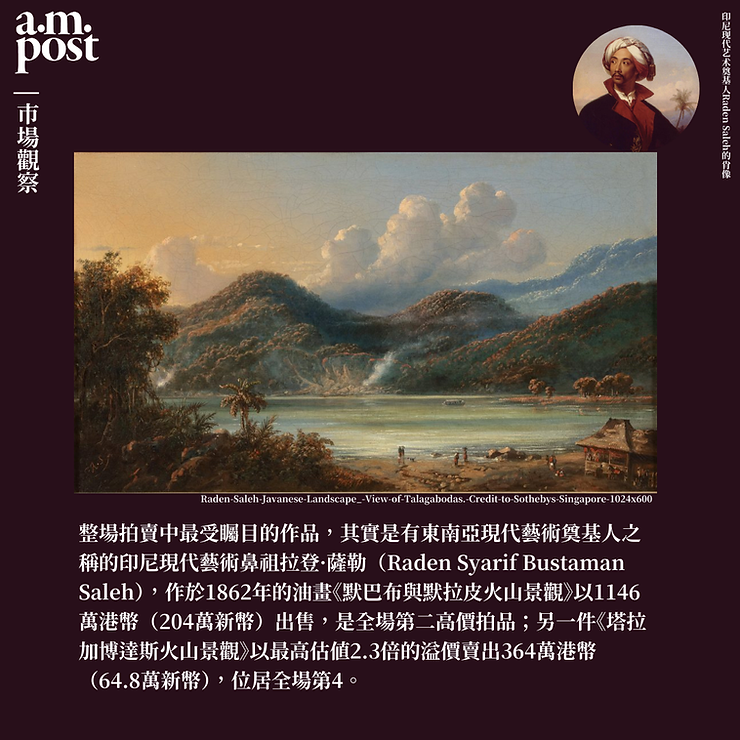 a.m.
post
市場觀察
印尼现代艺术奠基人Raden Saleh的肖像
Raden-Saleh-Javanese-Landscape_-View-of-Talagabodas.-Credit-to-Sothebys-Singapore-1024x600
整場拍賣中最受矚目的作品，其實是有東南亞現代藝術奠基人之
稱的印尼現代藝術鼻祖拉登·薩勒（Raden Syarif Bustaman
Saleh），作於1862年的油畫《默巴布與默拉皮火山景觀》以1146
萬港幣（204萬新幣）出售，是全場第二高價拍品；另一件《塔拉
加博達斯火山景觀》以最高估值2.3倍的溢價賣出364萬港幣
（64.8萬新幣），位居全場第4。